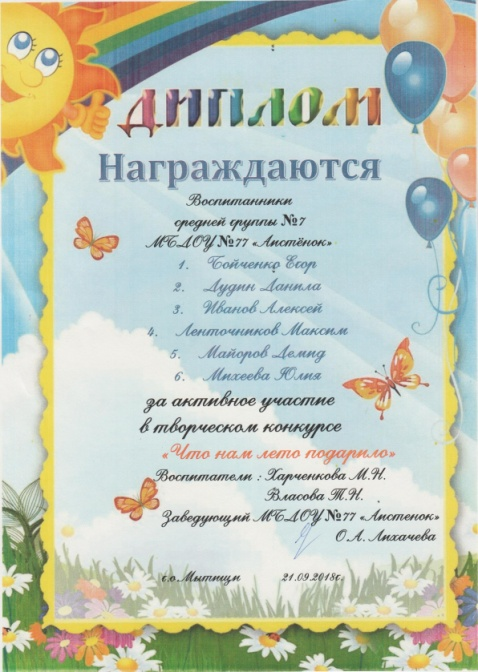 ДИПЛОМ
Награждаются
Воспитанники
средней группы №7
МБДОУ №77 «Аистёнок»
1. Бойченко Егор
2. Дудин Данила
3. Иванов Алексей
4. Ленточников Максим
5. Майоров Демид
6. Михеева Юлия
за активное участие
в творческом конкурсе
«Что нам лето подарило»
Воспитатели : Харченкова М.И.
Власова Т.И.
Заведующий МБДОУ №77 «Аистенок»
О.А. Лихачева
г.о.Мытищи 21.09.2018г.